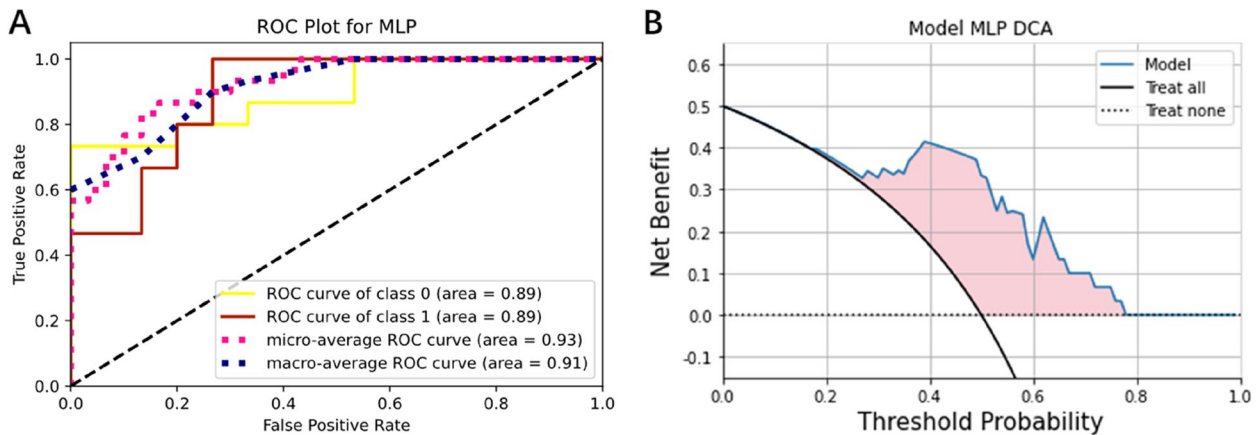 A
ROC Plot for MLP
True Positive Rate
1.0
0.8
0.6
0.4
0.2
0.0
ROC curve of class 0 (area = 0.89)
ROC curve of class 1 (area = 0.89)
micro-average ROC curve (area = 0.93)
macro-average ROC curve (area = 0.91)
0.0 0.2 0.4 0.6 0.8 1.0
False Positive Rate
B
Model MLP DCA
Net Benefit
0.6
0.5
0.4
0.3
0.2
0.1
0.0
-0.1
Model
Treat all
Treat none
0.0 0.2 0.4 0.6 0.8 1.0
Threshold Probability